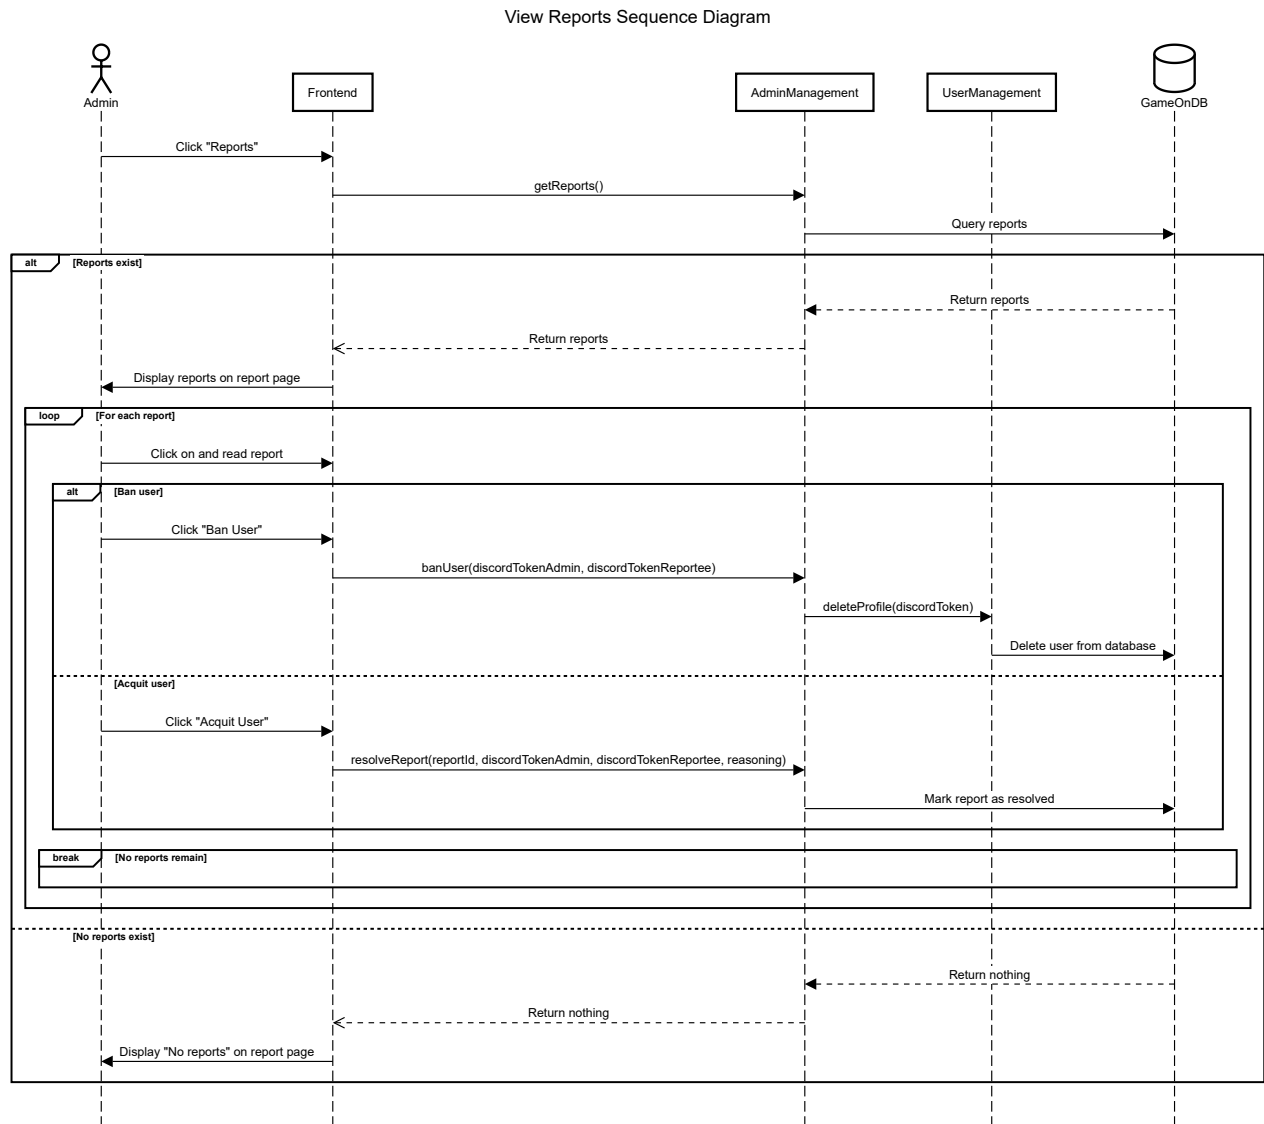 View Reports Sequence Diagram
Admin
Frontend
AdminManagement
UserManagement
GameOnDB
Click "Reports"
getReports()
Query reports
alt
[Reports exist]
Return reports
Return reports
Display reports on report page
loop
[For each report]
Click on and read report
alt
[Ban user]
Click "Ban User"
banUser(discordTokenAdmin, discordTokenReportee)
deleteProfile(discordToken)
Delete user from database
[Acquit user]
Click "Acquit User"
resolveReport(reportId, discordTokenAdmin, discordTokenReportee, reasoning)
Mark report as resolved
break
[No reports remain]
[No reports exist]
Return nothing
Return nothing
Display "No reports" on report page